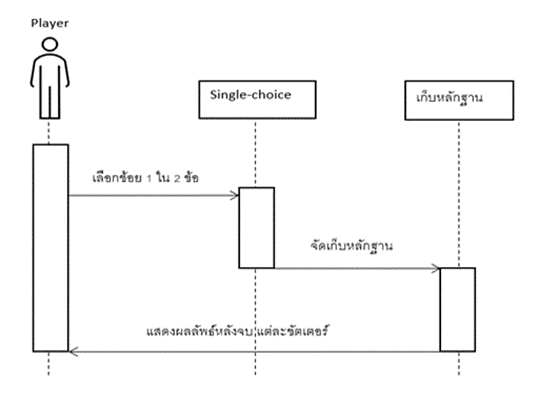 Player
Single-choice
เก็บหลักฐาน
เลือกช้อย 1 ใน 2 ข้อ
จัดเก็บหลักฐาน
แสดงผลลัพธ์หลังจบ แต่ละชัตเตอร์